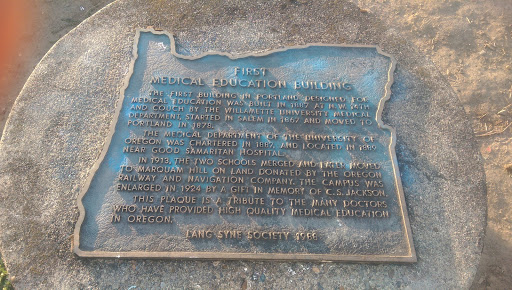 FIRST
MEDICAL EDUCATION BUILDING
THE FIRST BUILDING IN PORTLAND DESIGNED FOR
MEDICAL EDUCATION WAS BUILT IN 1887 AT N.W. 14TH
AND COUCH BY THE WILLAMETTE UNIVERSITY MEDICAL
DEPARTMENT, STARTED IN SALEM IN 1867 AND MOVED TO
PORTLAND IN 1878.
THE MEDICAL DEPARTMENT OF THE UNIVERSITY OF
OREGON WAS CHARTERED IN 1887, AND LOCATED IN 1889
NEAR GOOD SAMARITAN HOSPITAL.
IN 1913, THE TWO SCHOOLS MERGED AND LATER MOVED
TO MARQUAM HILL ON LAND DONATED BY THE OREGON
RAILWAY AND NAVIGATION COMPANY. THE CAMPUS WAS
ENLARGED IN 1924 BY A GIFT IN MEMORY OF C.S. JACKSON.
THIS PLAQUE IS A TRIBUTE TO THE MANY DOCTORS
WHO HAVE PROVIDED HIGH QUALITY MEDICAL EDUCATION
IN OREGON.
LANG SYNE SOCIETY